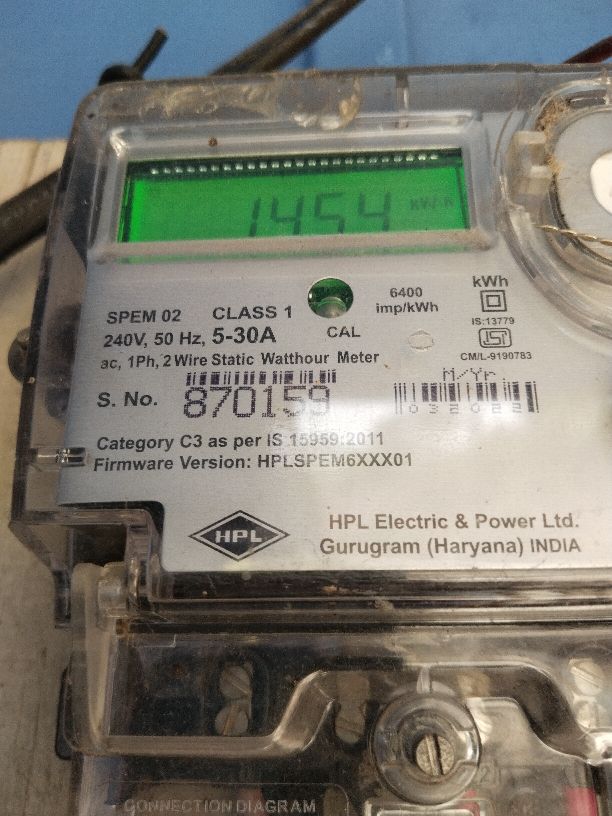 1454
SPEM 02 CLASS 1
240V, 50 Hz, 5-30A CAL
6400
imp/kWh
kWh
IS:13779
ISI
CM/L-9190783
ac, 1Ph, 2 Wire Static Watthour Meter
S. No. 870159
M/Yr
032022
Category C3 as per IS 15959:2011
Firmware Version: HPLSPEM6XXX01
HPL
HPL Electric & Power Ltd.
Gurugram (Haryana) INDIA
CONNECTION DIAGRAM